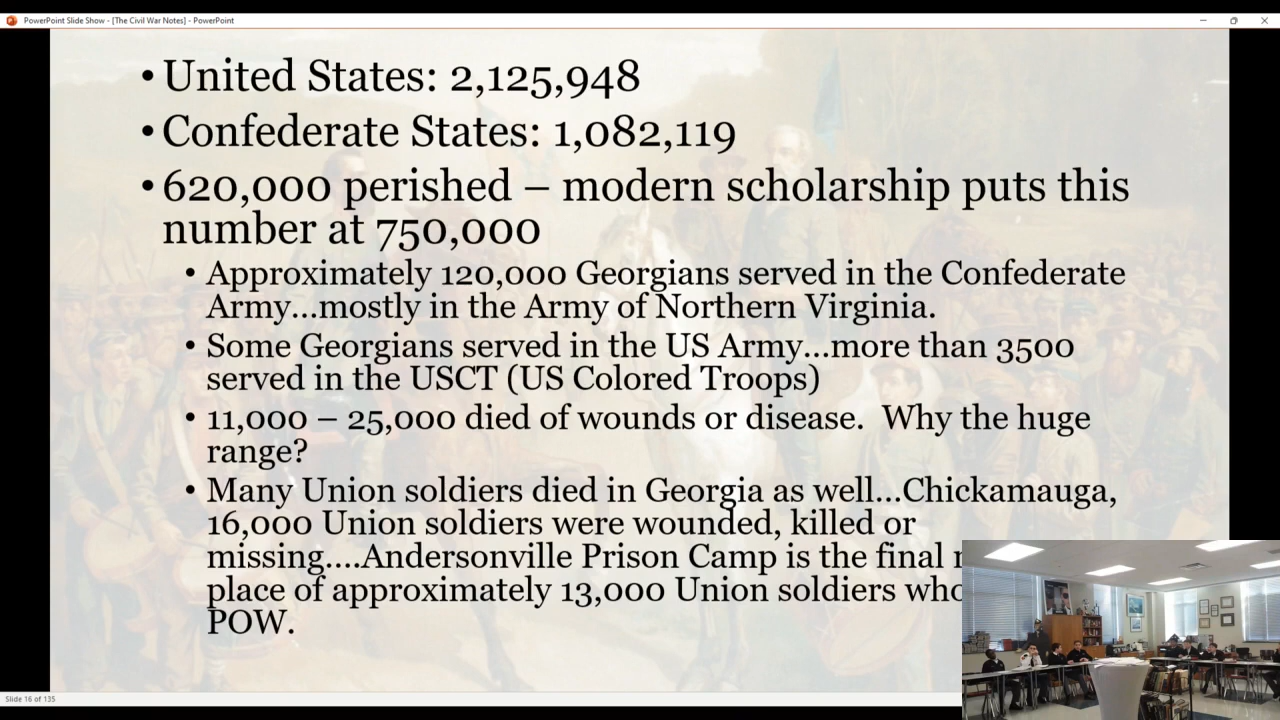 PowerPoint Slide Show - [The Civil War Notes] - PowerPoint
• United States: 2,125,948
• Confederate States: 1,082,119
• 620,000 perished – modern scholarship puts this
number at 750,000
• Approximately 120,000 Georgians served in the Confederate
Army...mostly in the Army of Northern Virginia.
• Some Georgians served in the US Army...more than 3500
served in the USCT (US Colored Troops)
• 11,000 – 25,000 died of wounds or disease.  Why the huge
range?
• Many Union soldiers died in Georgia as well...Chickamauga,
16,000 Union soldiers were wounded, killed or
missing....Andersonville Prison Camp is the final
place of approximately 13,000 Union soldiers who
POW.
Slide 16 of 135